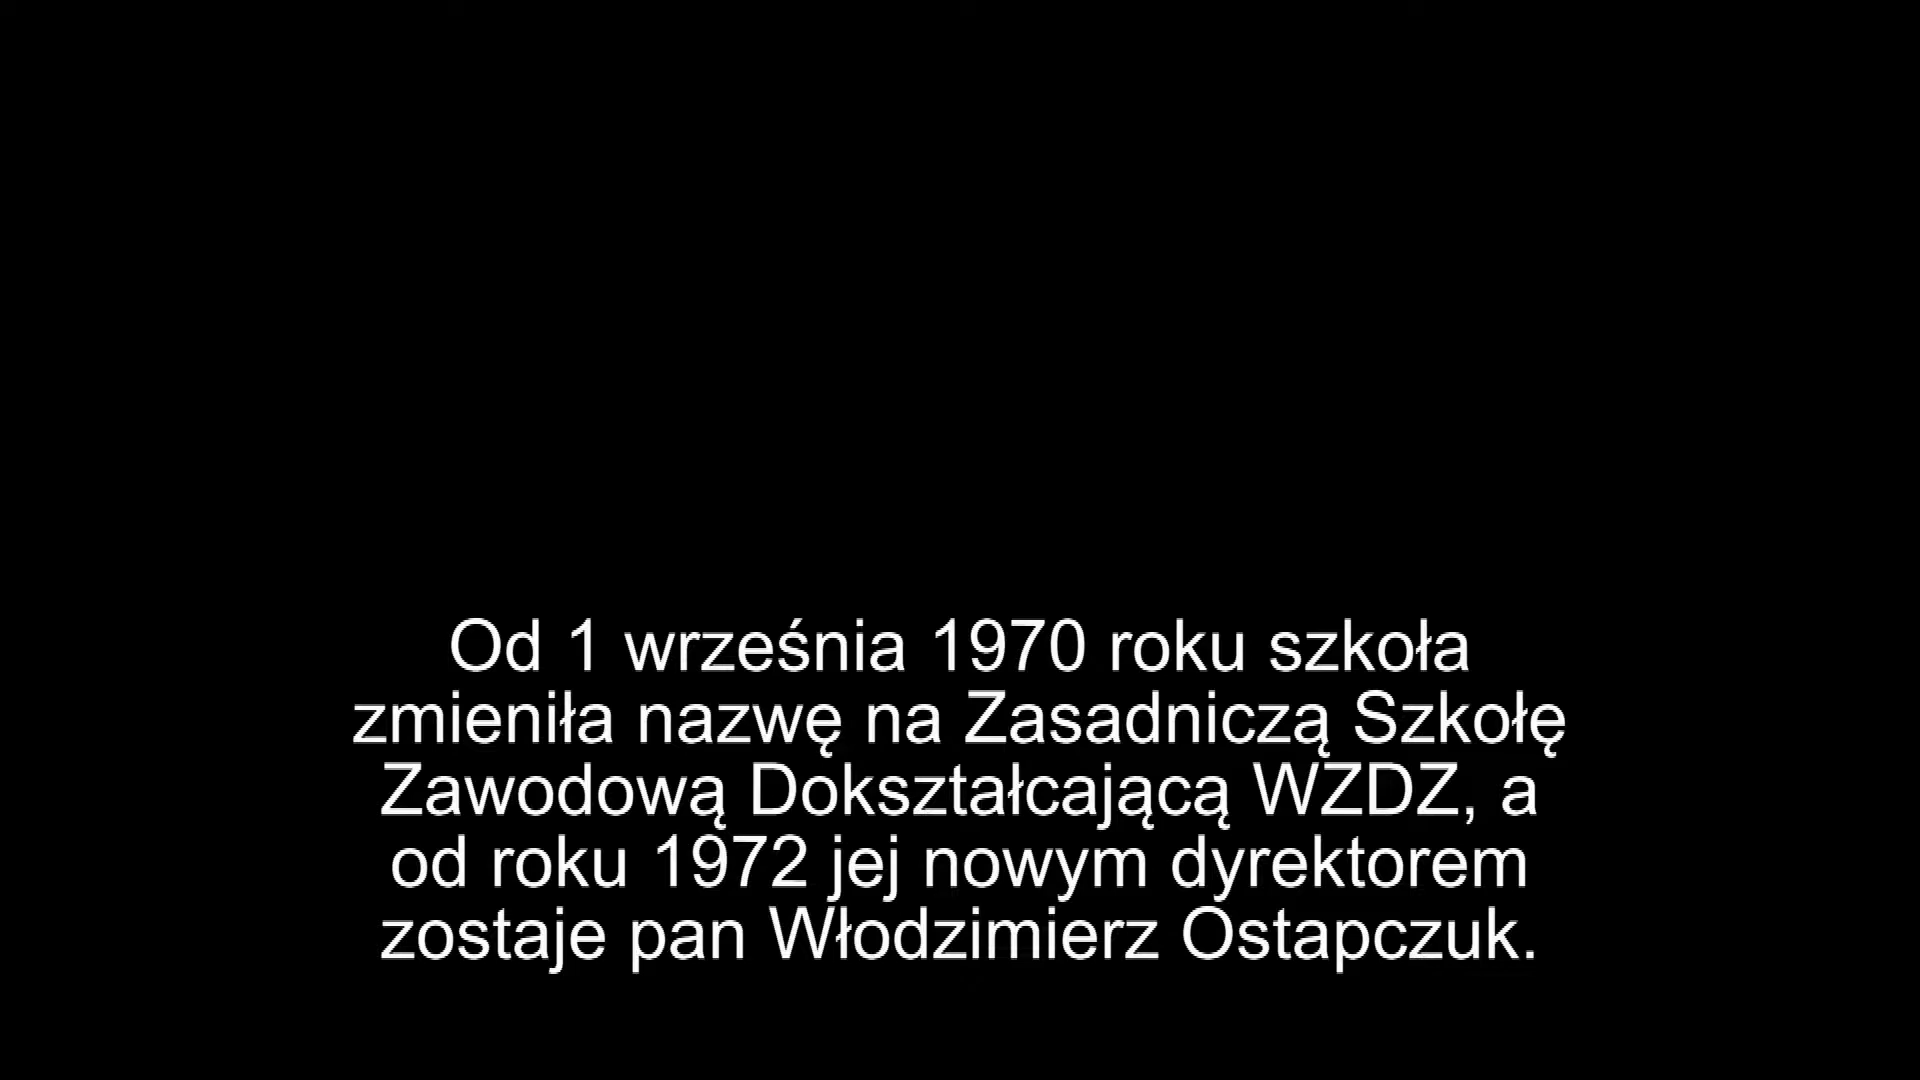 Od 1 września 1970 roku szkoła
zmieniła nazwę na Zasadniczą Szkołę
Zawodową Dokształcającą WZDZ, a
od roku 1972 jej nowym dyrektorem
zostaje pan Włodzimierz Ostapczuk.